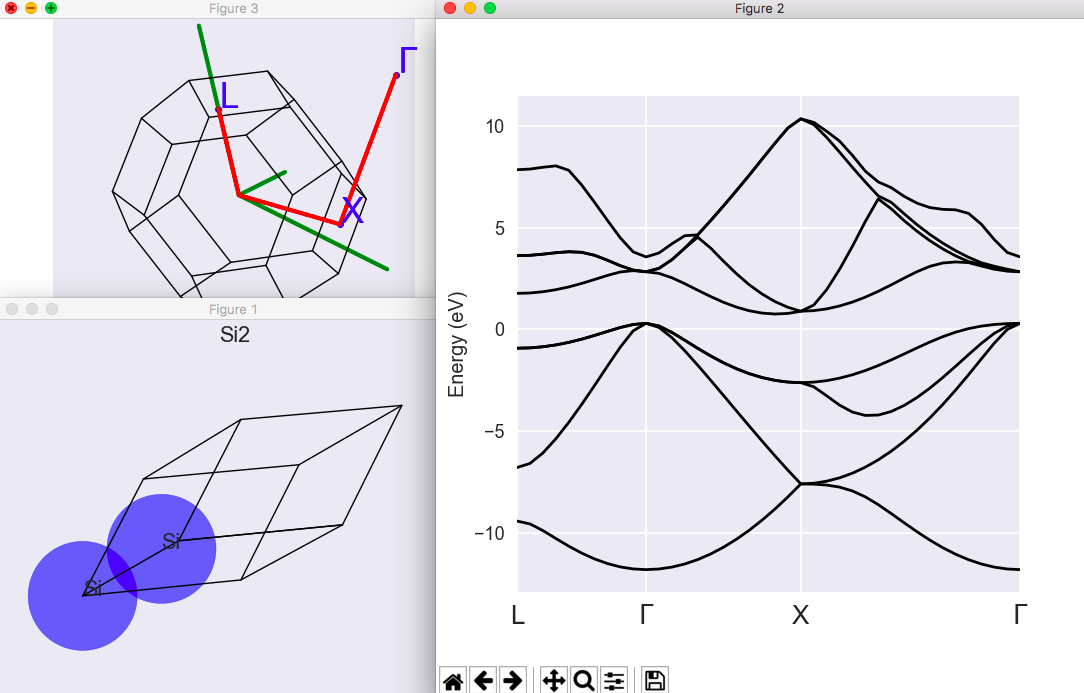 Figure 3
Γ
L
X
Figure 1
Si2
Si
Si
Figure 2
Energy (eV)
10
5
0
−5
−10
L Γ X Γ